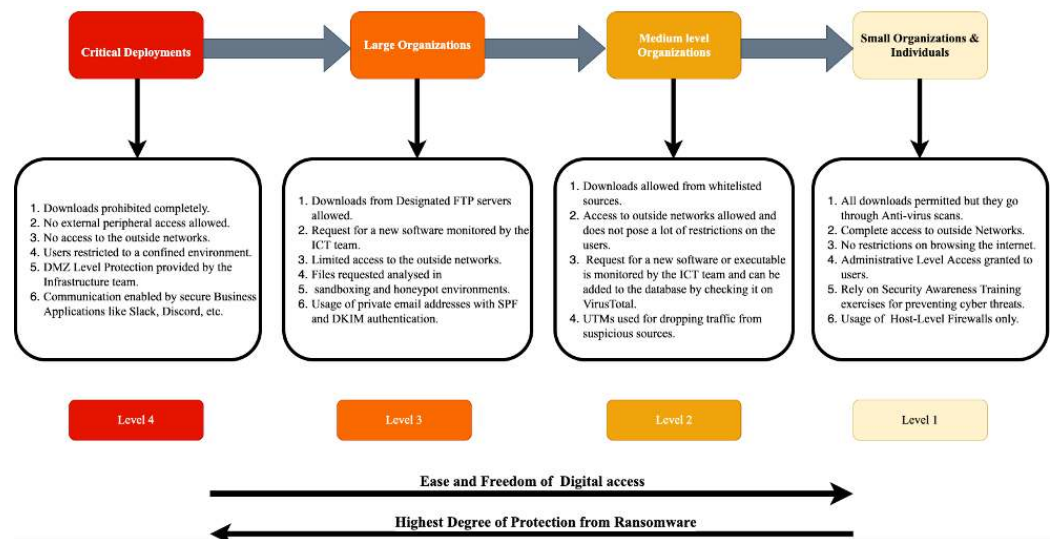 Critical Deployments
Large Organizations
Medium level
Organizations
Small Organizations &
Individuals
1. Downloads prohibited completely.
2. No external peripheral access allowed.
3. No access to the outside networks.
4. Users restricted to a confined environment.
5. DMZ Level Protection provided by the
Infrastructure team.
6. Communication enabled by secure Business
Applications like Slack, Discord, etc.
1. Downloads from Designated FTP servers
allowed.
2. Request for a new software monitored by the
ICT team.
3. Limited access to the outside networks.
4. Files requested analysed in
5. sandboxing and honeypot environments.
6. Usage of private email addresses with SPF
and DKIM authentication.
1. Downloads allowed from whitelisted
sources.
2. Access to outside networks allowed and
does not pose a lot of restrictions on the
users.
3. Request for a new software or executable
is monitored by the ICT team and can be
added to the database by checking it on
VirusTotal.
4. UTMs used for dropping traffic from
suspicious sources.
1. All downloads permitted but they go
through Anti-virus scans.
2. Complete access to outside Networks.
3. No restrictions on browsing the internet.
4. Administrative Level Access granted to
users.
5. Rely on Security Awareness Training
exercises for preventing cyber threats.
6. Usage of Host-Level Firewalls only.
Level 4
Level 3
Level 2
Level 1
Ease and Freedom of Digital access
Highest Degree of Protection from Ransomware